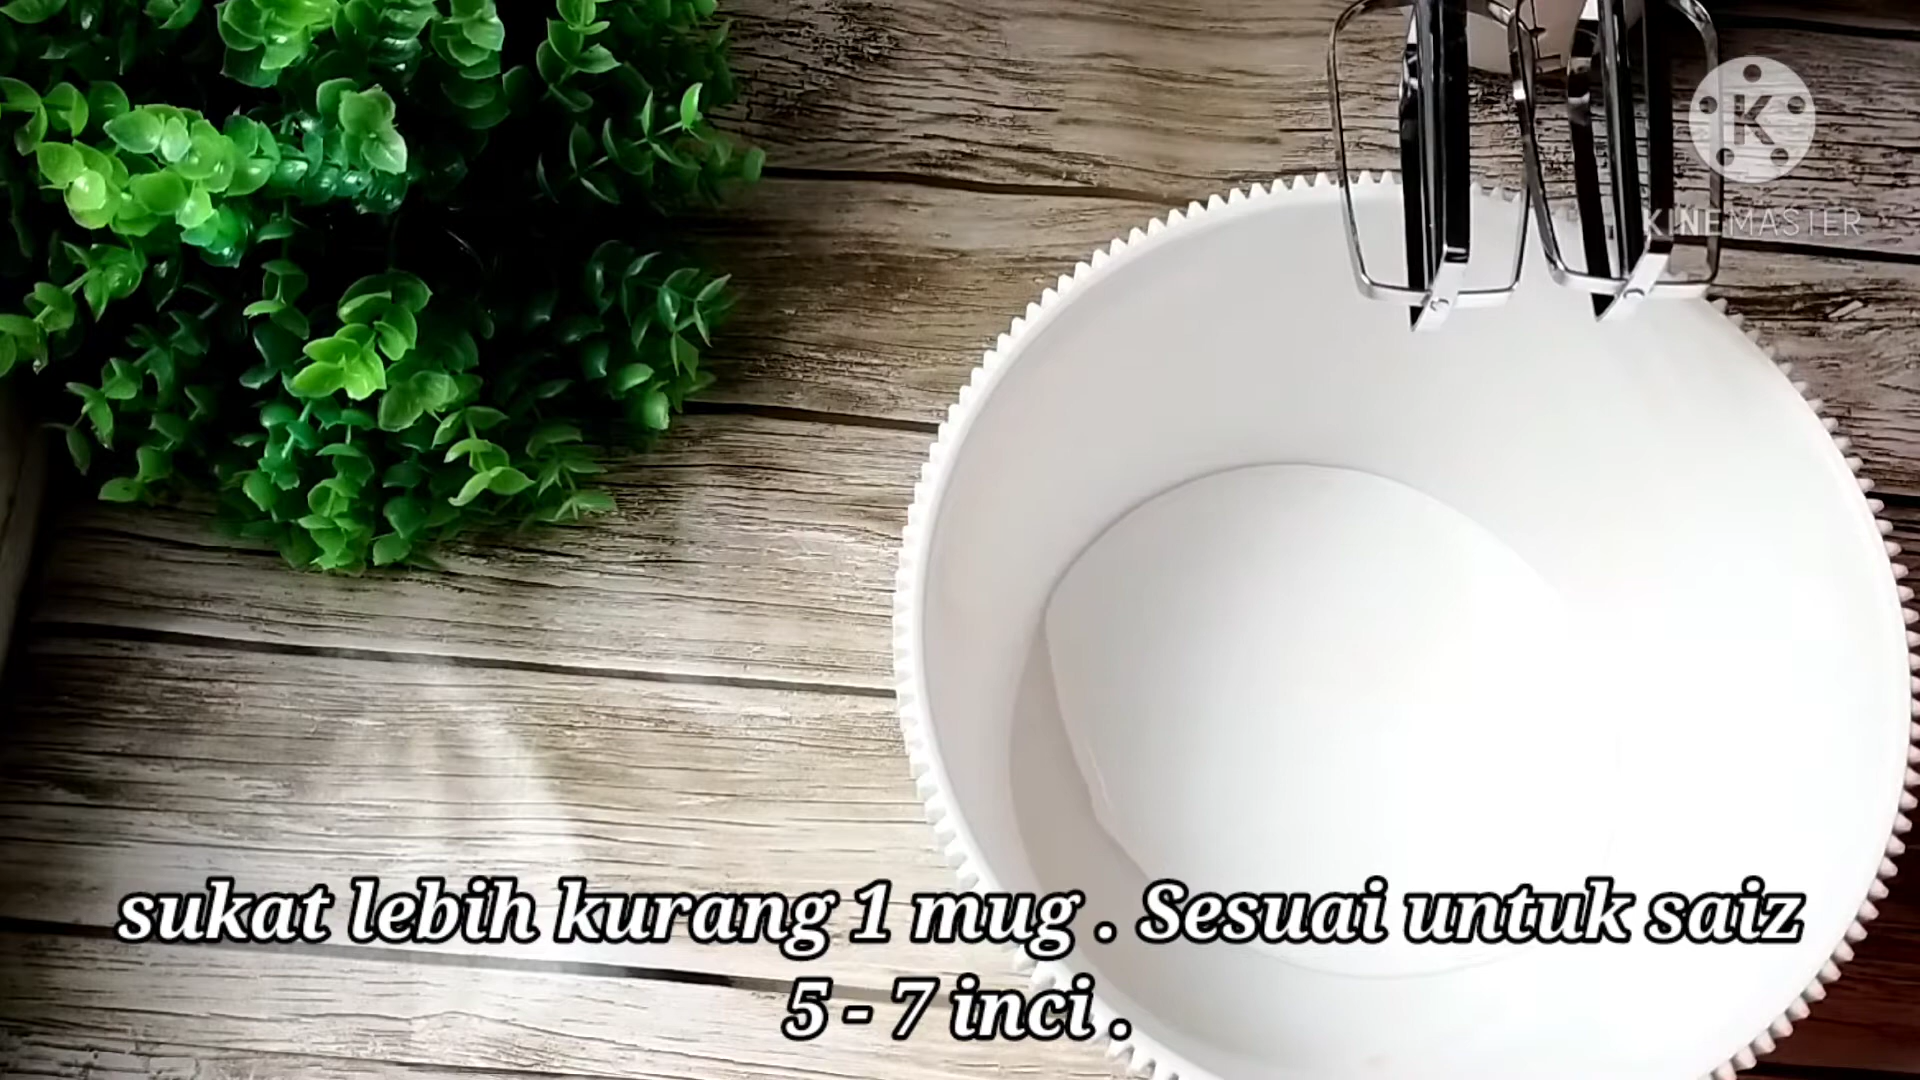 K
KINEMASTER
sukat lebih kurang 1 mug . Sesuai untuk saiz
5 - 7 inci .